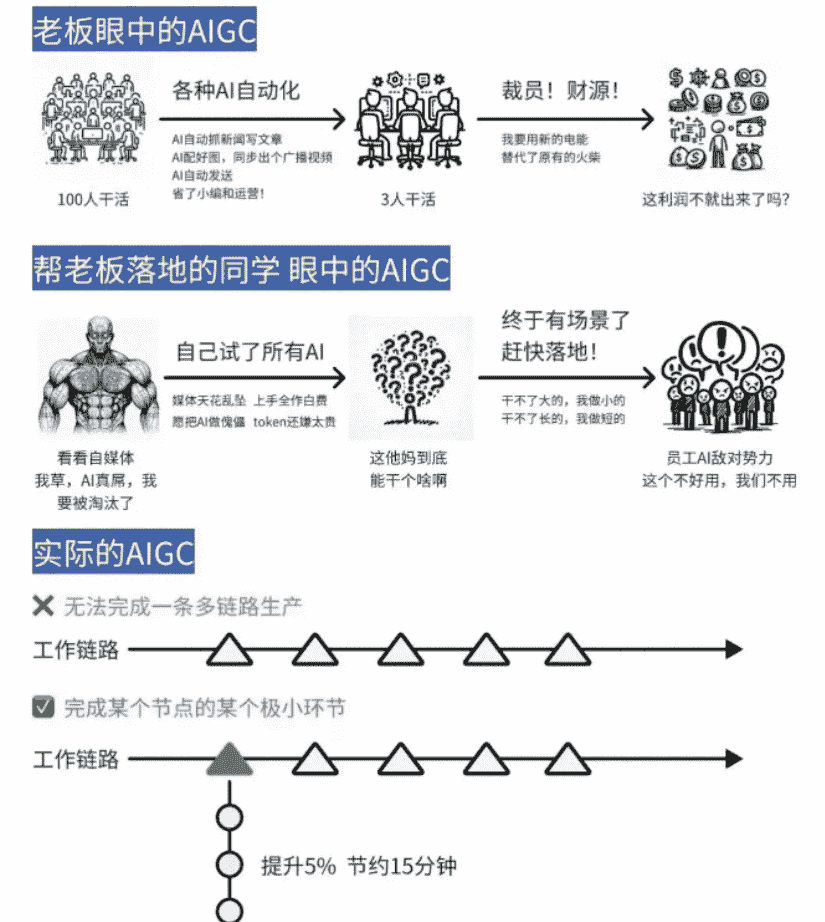 老板眼中的AIGC
各种AI自动化
AI自动抓新闻写文章
AI配好图，同步出个广播视频
AI自动发送
省了小编和运营！
100人干活
3人干活
裁员！财源！
我要用新的电能
替代了原有的火柴
这利润不就出来了吗？
帮老板落地的同学 眼中的AIGC
自己试了所有AI
媒体天花乱坠 上手全作白费
愿把AI做傀儡 token还嫌太贵
看看自媒体
我草，AI真屌，我
要被淘汰了
这他妈到底
能干个啥啊
终于有场景了
赶快落地！
干不了大的，我做小的
干不了长的，我做短的
员工AI敌对势力
这个不好用，我们不用
实际的AIGC
无法完成一条多链路生产
工作链路
完成某个节点的某个极小环节
工作链路
提升5% 节约15分钟